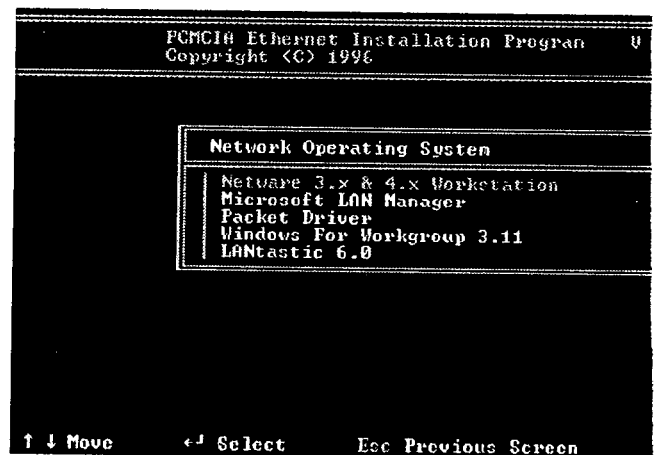 PCMCIA Ethernet Installation Program V
Copyright (C) 1996
Network Operating System
Netware 3.x & 4.x Workstation
Microsoft LAN Manager
Packet Driver
Windows For Workgroup 3.11
LANtastic 6.0
↑ ↓ Move ←┘ Select Esc Previous Screen